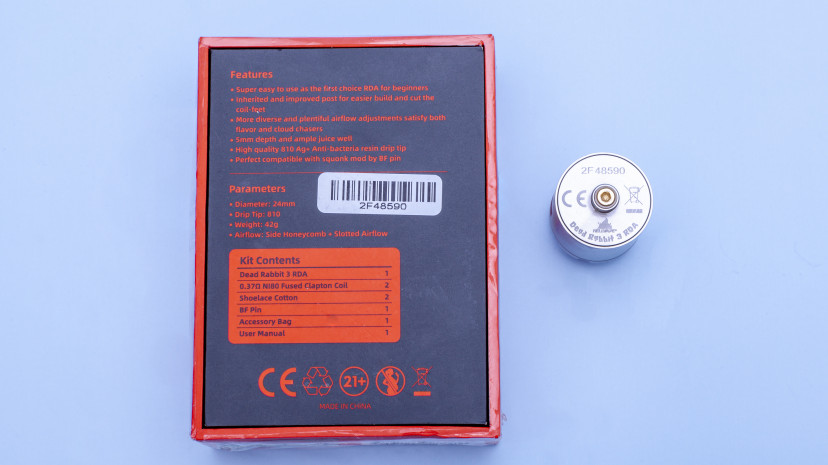 Features
• Super easy to use as the first choice RDA for beginners
• Inherited and improved post for easier build and cut the
coil-feet
• More diverse and plentiful airflow adjustments satisfy both
flavor and cloud chasers
• 5mm depth and ample juice well
• High quality 810 Ag+ Anti-bacteria resin drip tip
• Perfect compatible with squonk mod by BF pin
Parameters
• Diameter: 24mm
• Drip Tip: 810
• Weight: 42g
• Airflow: Side Honeycomb + Slotted Airflow
2F48590
Kit Contents
Dead Rabbit 3 RDA 1
0.37Ω Ni80 Fused Clapton Coil 2
Shoelace Cotton 2
BF Pin 1
Accessory Bag 1
User Manual 1
CE
21+
MADE IN CHINA
2F48590
CE
HELLVAPE
Dead Rabbit 3 RDA